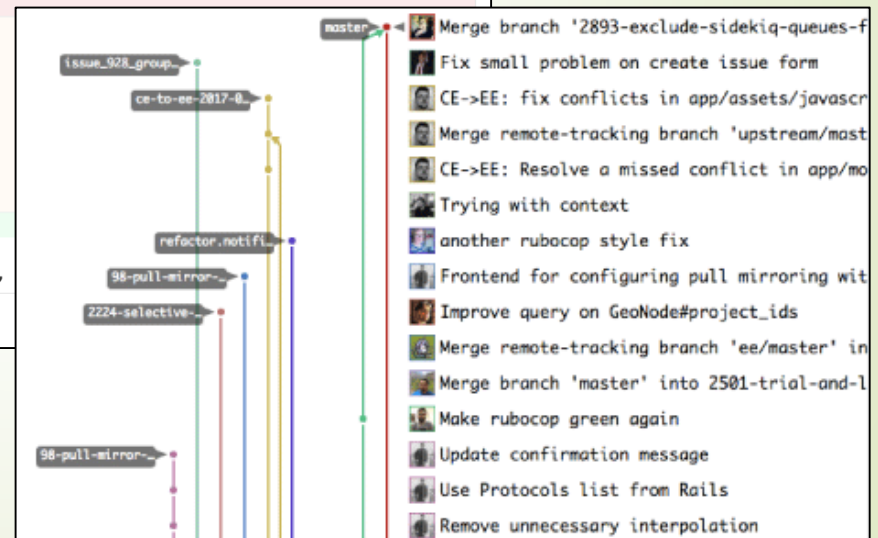 master Merge branch '2893-exclude-sidekiq-queues-f
issue_928_group… Fix small problem on create issue form
ce-to-ee-2017-0… CE->EE: fix conflicts in app/assets/javascr
Merge remote-tracking branch 'upstream/mast
CE->EE: Resolve a missed conflict in app/mo
Trying with context
refactor.notifi… another rubocop style fix
98-pull-mirror-… Frontend for configuring pull mirroring wit
2224-selective-… Improve query on GeoNode#project_ids
Merge remote-tracking branch 'ee/master' in
Merge branch 'master' into 2501-trial-and-l
Make rubocop green again
98-pull-mirror-… Update confirmation message
Use Protocols list from Rails
Remove unnecessary interpolation